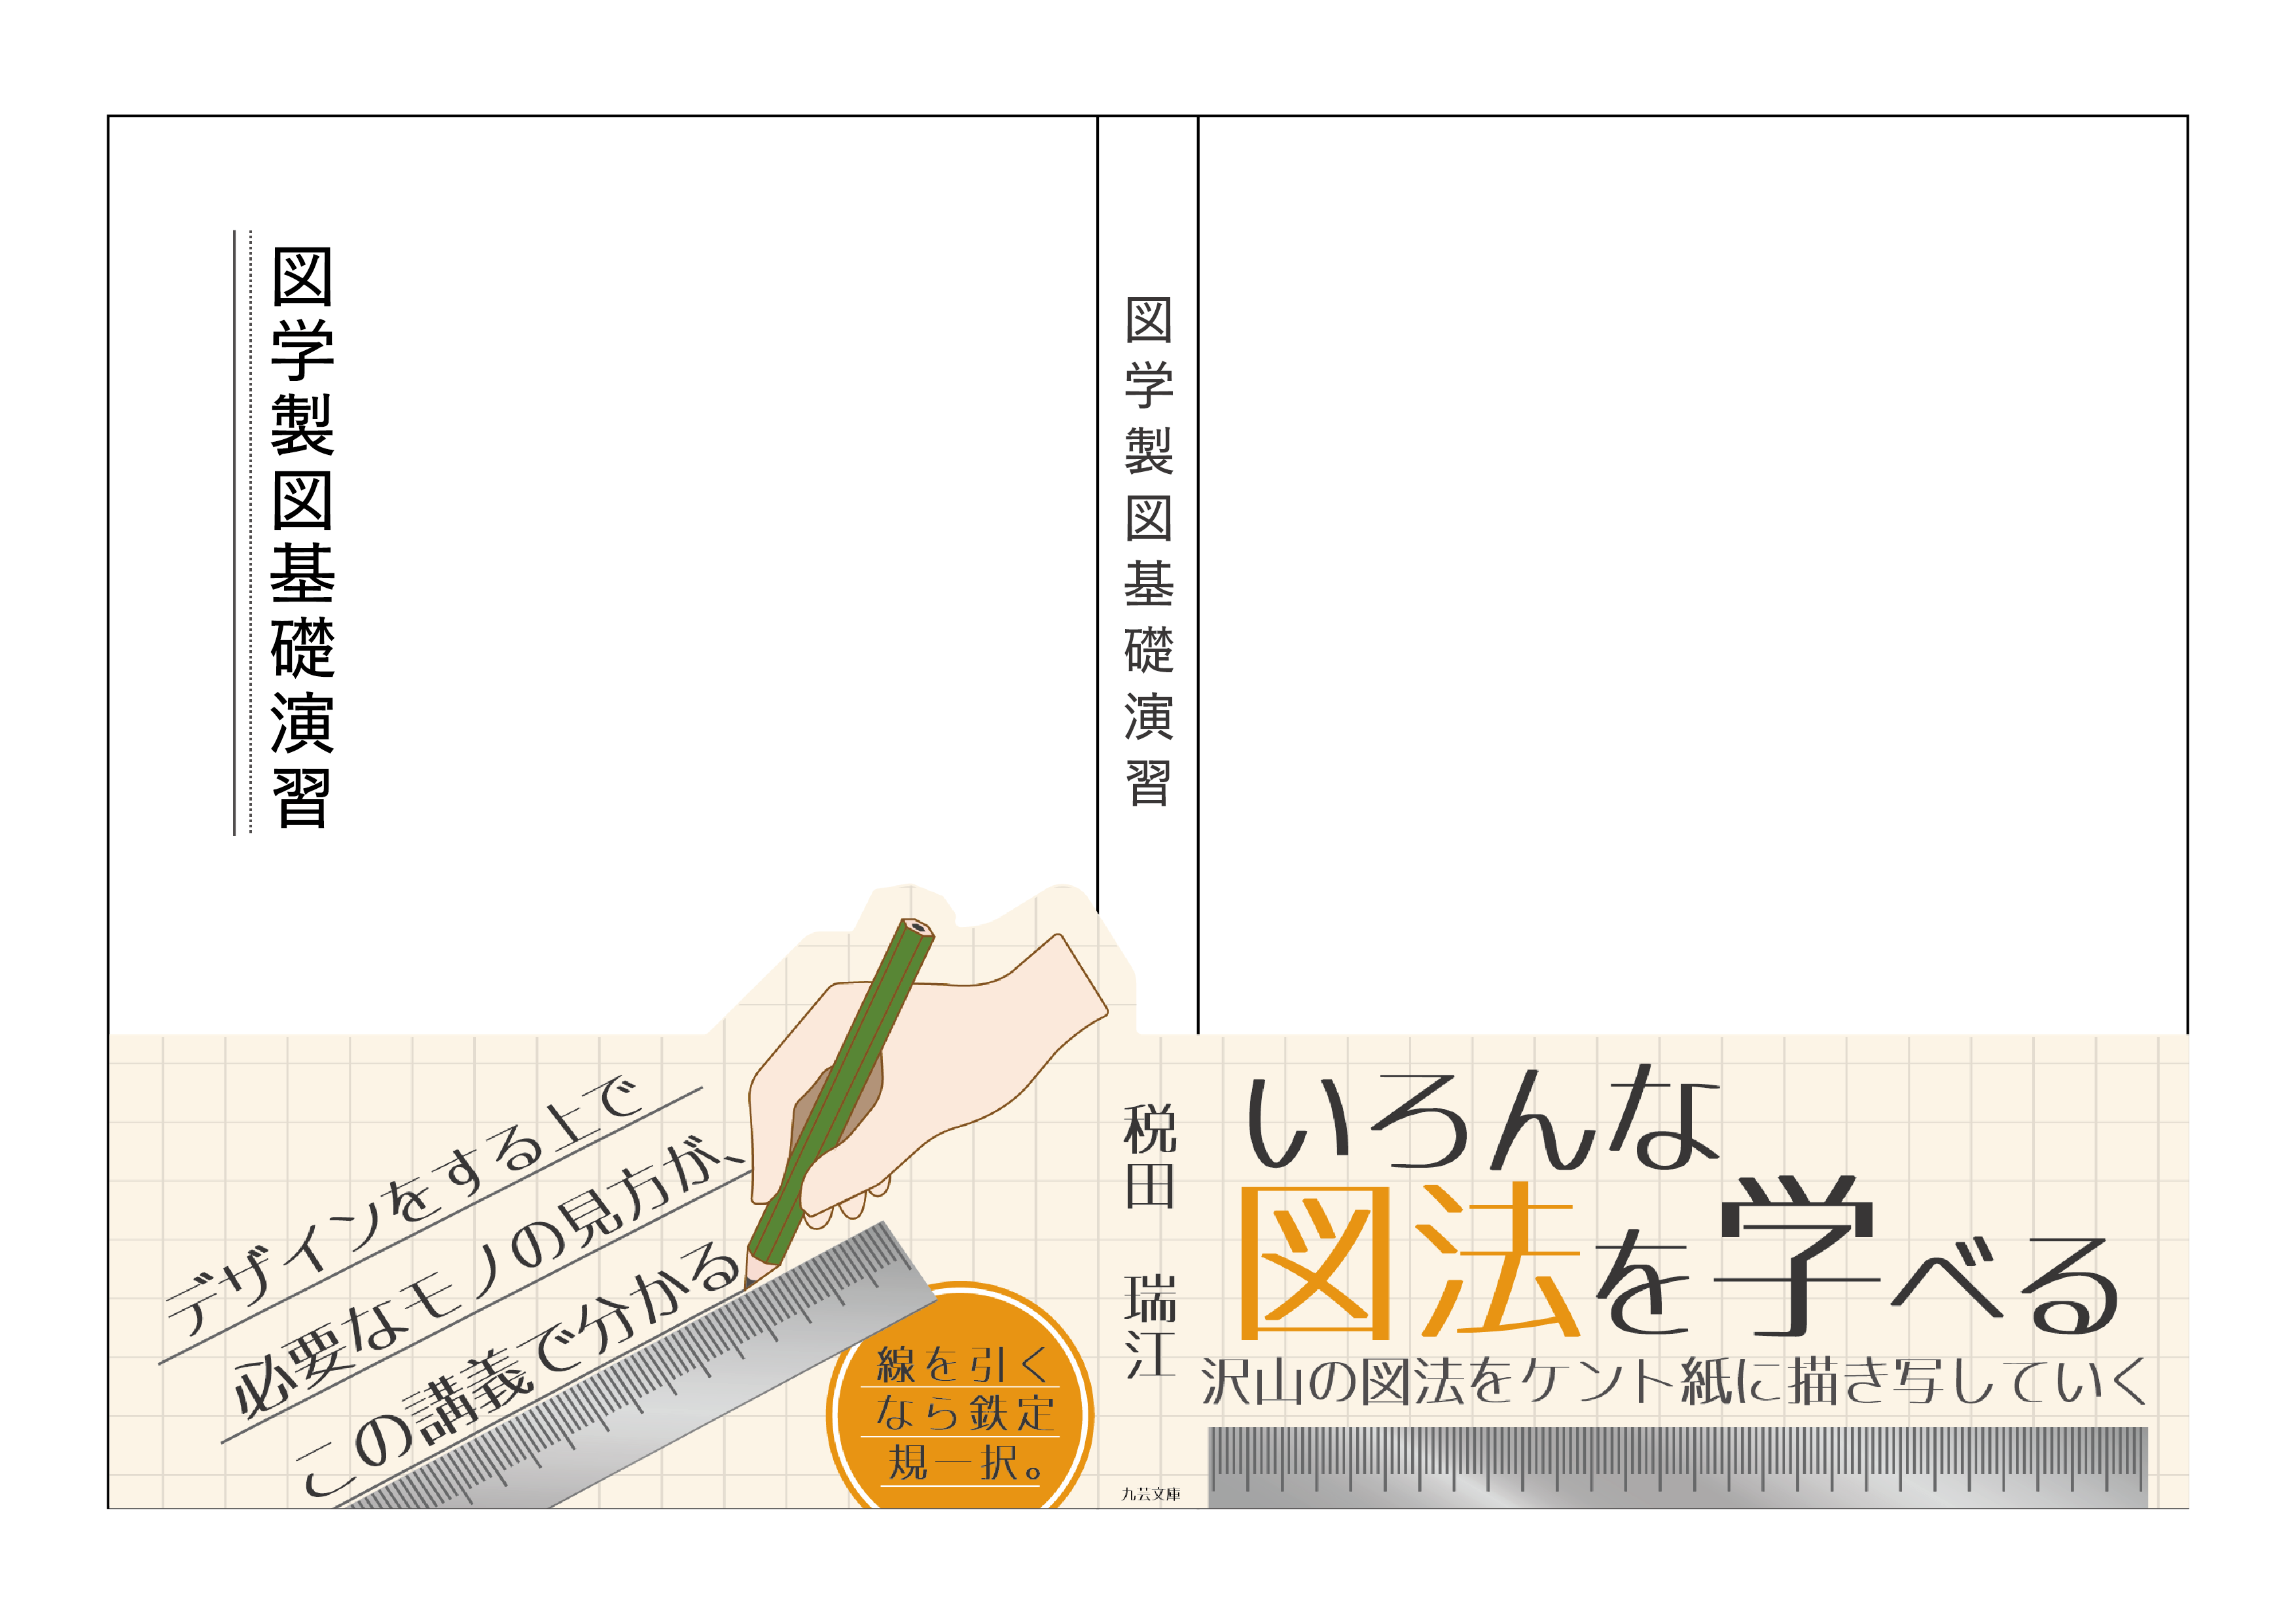 図学製図基礎演習
デザインをする上で
必要なモノの見方が、
この講義で分かる
線を引く
なら鉄定
規一択。
図学製図基礎演習
税田 瑞江
九芸文庫
いろんな
図法を学べる
沢山の図法をケント紙に描き写していく